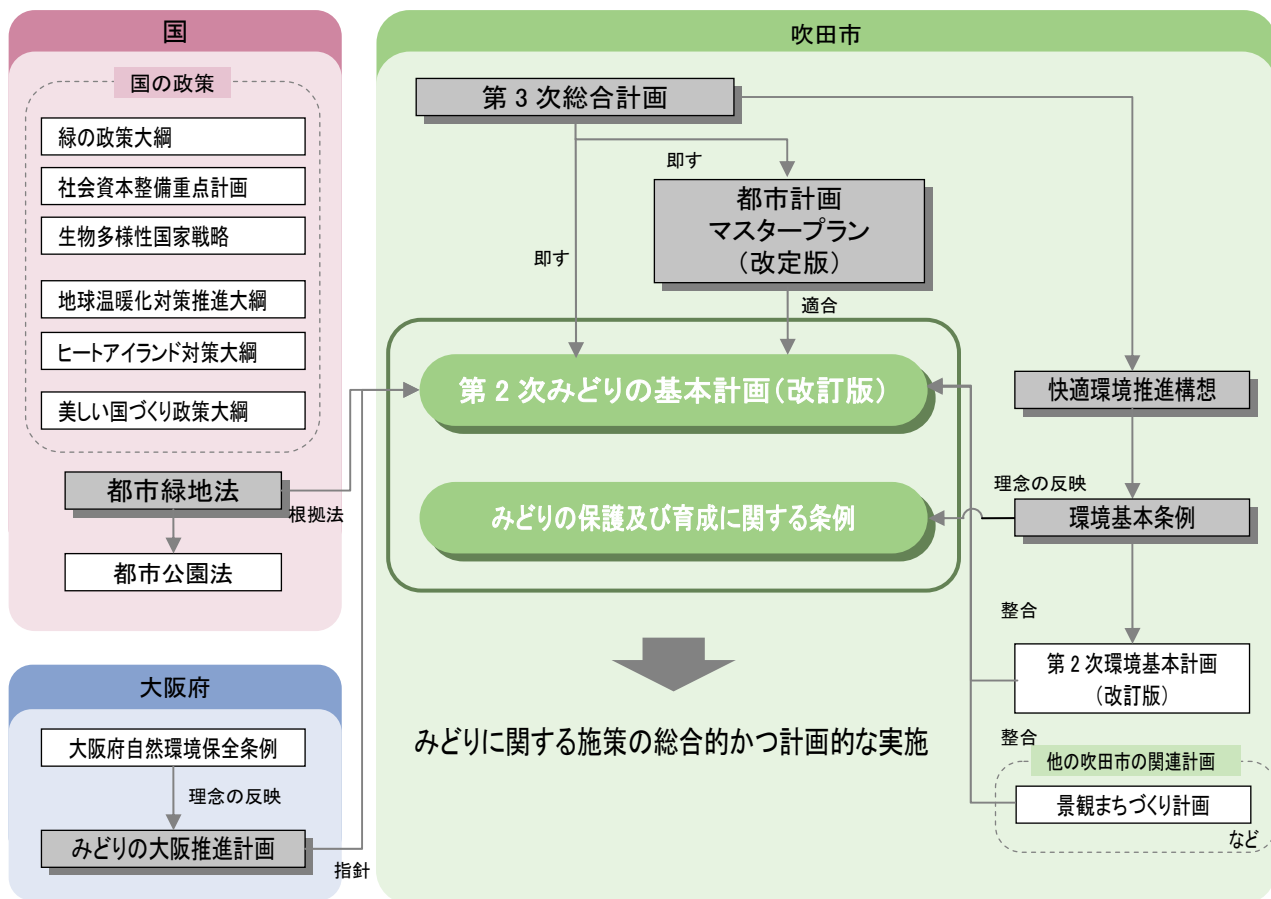 国
国の政策
緑の政策大綱
社会資本整備重点計画
生物多様性国家戦略
地球温暖化対策推進大綱
ヒートアイランド対策大綱
美しい国づくり政策大綱
都市緑地法
根拠法
都市公園法
大阪府
大阪府自然環境保全条例
理念の反映
みどりの大阪推進計画
指針
吹田市
第3次総合計画
即す
都市計画
マスタープラン
（改定版）
即す
適合
第2次みどりの基本計画（改訂版）
みどりの保護及び育成に関する条例
快適環境推進構想
理念の反映
環境基本条例
整合
第2次環境基本計画
（改訂版）
整合
他の吹田市の関連計画
景観まちづくり計画
など
みどりに関する施策の総合的かつ計画的な実施